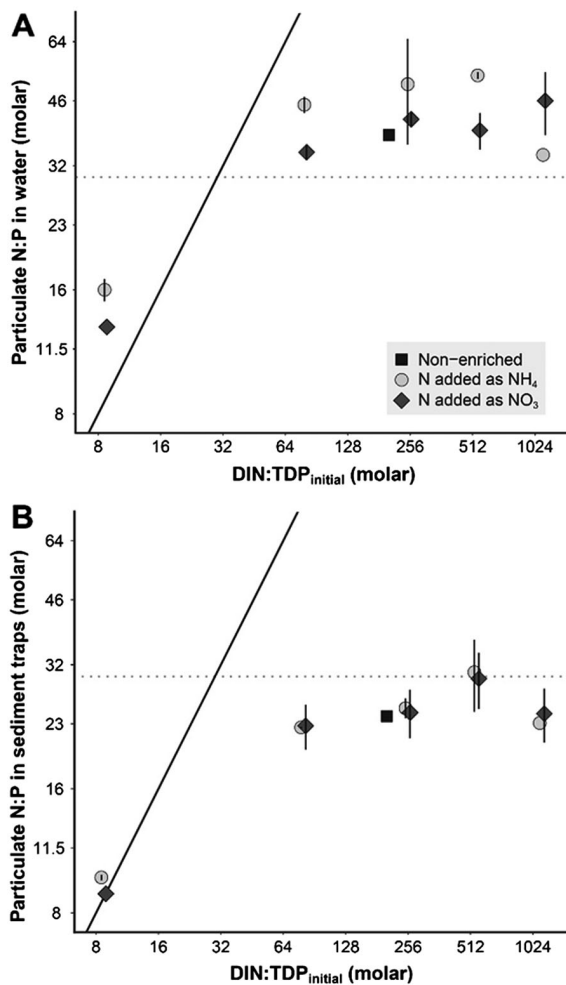 A
Particulate N:P in water (molar)
64
46
32
23
16
11.5
8
Non-enriched
N added as NH₄
N added as NO₃
8 16 32 64 128 256 512 1024
DIN:TDPinitial (molar)
B
Particulate N:P in sediment traps (molar)
64
46
32
23
16
11.5
8
8 16 32 64 128 256 512 1024
DIN:TDPinitial (molar)